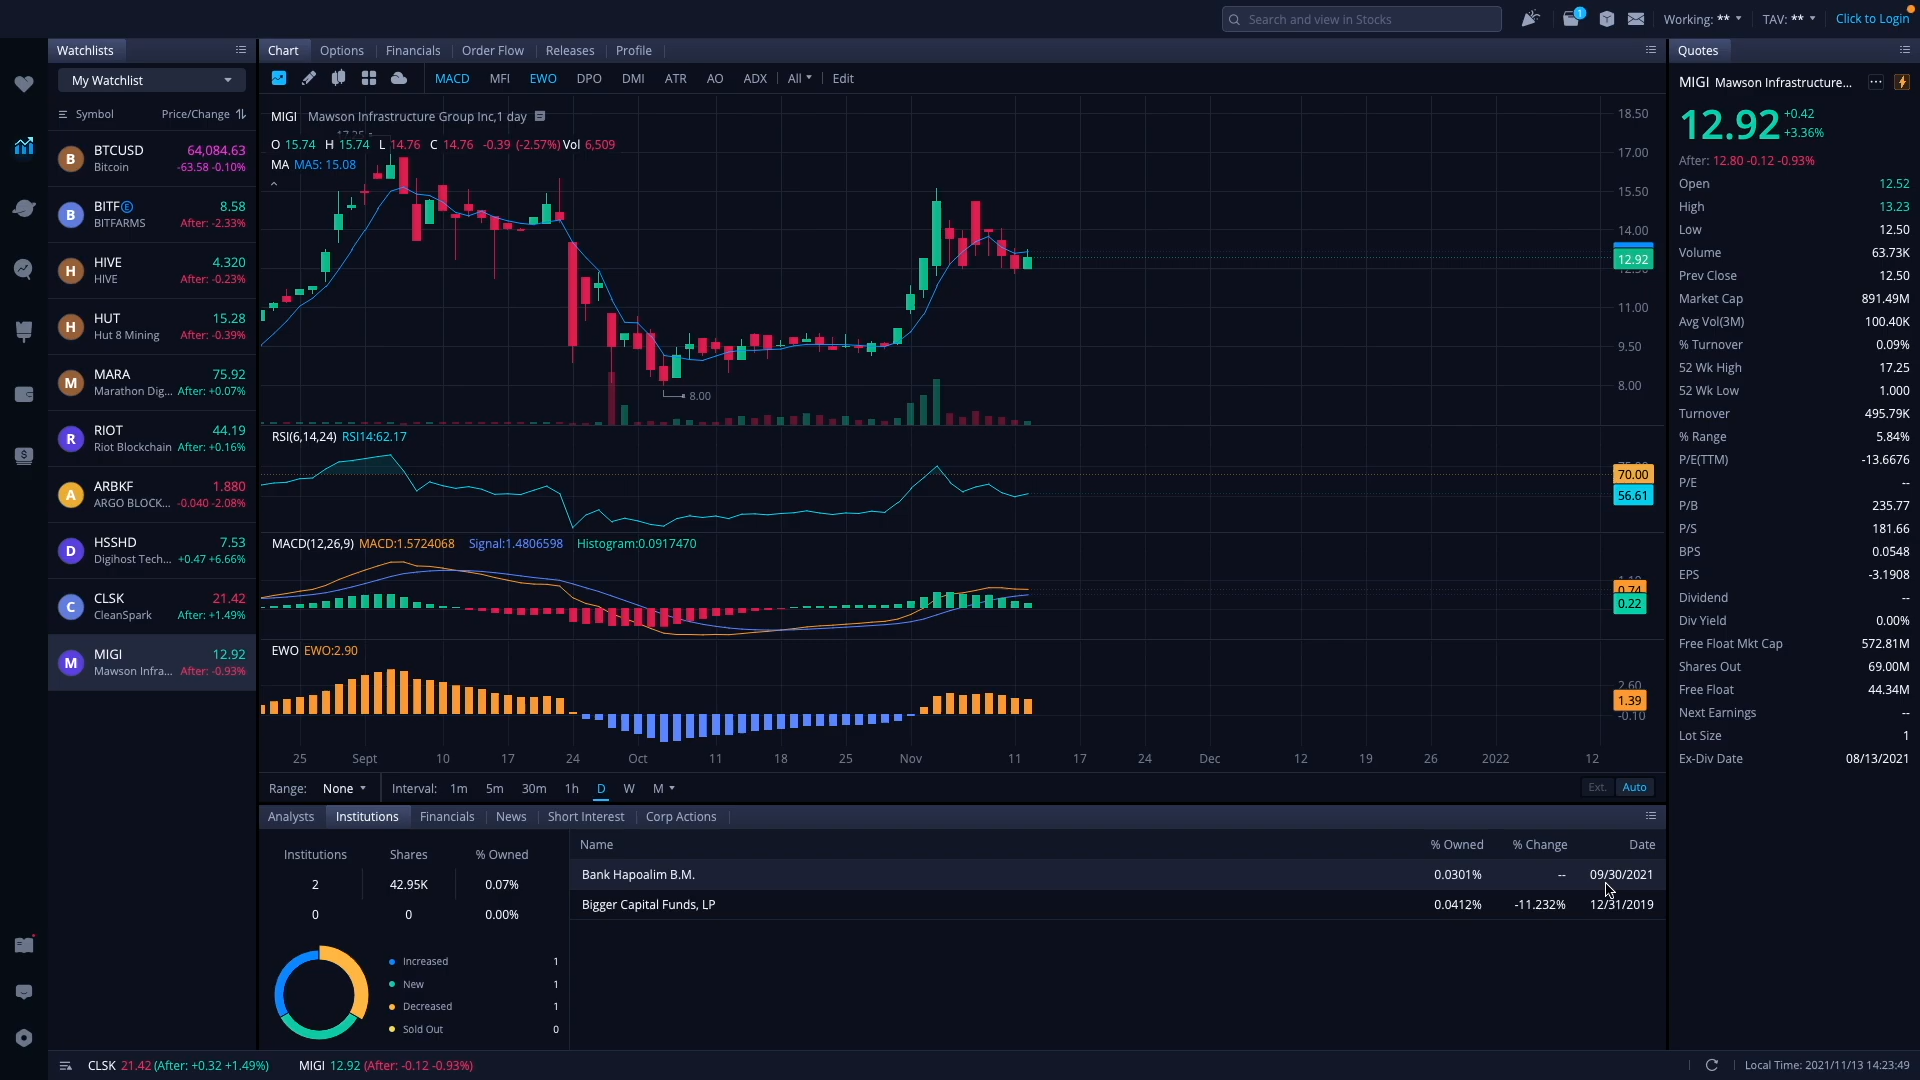 Search and view in Stocks
1
Working: **
TAV: **
Click to Login
Watchlists
My Watchlist
Symbol
Price/Change
B
BTCUSD
64,084.63
Bitcoin
-63.58 -0.10%
B
BITF E
8.58
BITFARMS
After: -2.33%
H
HIVE
4.320
HIVE
After: -0.23%
H
HUT
15.28
Hut 8 Mining
After: -0.39%
M
MARA
75.92
Marathon Dig...
After: +0.07%
R
RIOT
44.19
Riot Blockchain
After: +0.16%
A
ARBKF
1.880
ARGO BLOCK...
-0.040 -2.08%
D
HSSHD
7.53
Digihost Tech...
+0.47 +6.66%
C
CLSK
21.42
CleanSpark
After: +1.49%
M
MIGI
12.92
Mawson Infra...
After: -0.93%
Chart
Options
Financials
Order Flow
Releases
Profile
MACD
MFI
EWO
DPO
DMI
ATR
AO
ADX
All
Edit
MIGI Mawson Infrastructure Group Inc,1 day
O 15.74 H 15.74 L 14.76 C 14.76 -0.39 (-2.57%) Vol 6,509
MA MA5: 15.08
18.50
17.00
15.50
14.00
12.92
11.00
9.50
8.00
8.00
RSI(6,14,24) RSI14:62.17
70.00
56.61
MACD(12,26,9) MACD:1.5724068 Signal:1.4806598 Histogram:0.0917470
0.74
0.22
EWO EWO:2.90
2.60
1.39
-0.10
25
Sept
10
17
24
Oct
11
18
25
Nov
11
17
24
Dec
12
19
26
2022
12
Range: None
Interval: 1m 5m 30m 1h D W M
Ext.
Auto
Analysts
Institutions
Financials
News
Short Interest
Corp Actions
Institutions
Shares
% Owned
2
42.95K
0.07%
0
0
0.00%
Increased 1
New 1
Decreased 1
Sold Out 0
Name
% Owned
% Change
Date
Bank Hapoalim B.M.
0.0301%
--
09/30/2021
Bigger Capital Funds, LP
0.0412%
-11.232%
12/31/2019
Quotes
MIGI Mawson Infrastructure...
12.92
+0.42
+3.36%
After: 12.80 -0.12 -0.93%
Open 12.52
High 13.23
Low 12.50
Volume 63.73K
Prev Close 12.50
Market Cap 891.49M
Avg Vol(3M) 100.40K
% Turnover 0.09%
52 Wk High 17.25
52 Wk Low 1.000
Turnover 495.79K
% Range 5.84%
P/E(TTM) -13.6676
P/E --
P/B 235.77
P/S 181.66
BPS 0.0548
EPS -3.1908
Dividend --
Div Yield 0.00%
Free Float Mkt Cap 572.81M
Shares Out 69.00M
Free Float 44.34M
Next Earnings --
Lot Size 1
Ex-Div Date 08/13/2021
CLSK 21.42 (After: +0.32 +1.49%)
MIGI 12.92 (After: -0.12 -0.93%)
Local Time: 2021/11/13 14:23:49